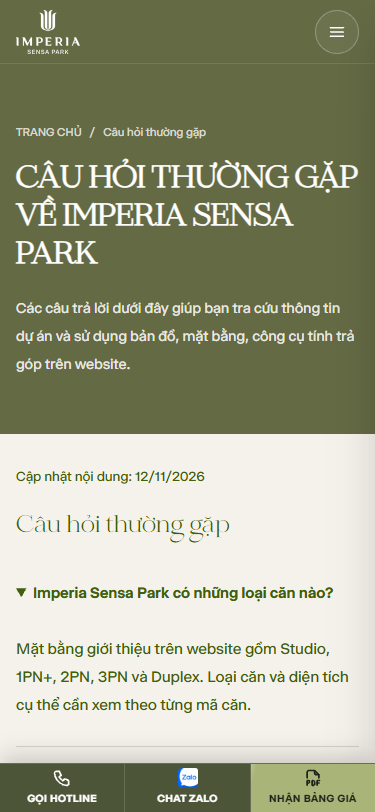 IMPERIA
SENSA PARK
TRANG CHỦ / Câu hỏi thường gặp
CÂU HỎI THƯỜNG GẶP
VỀ IMPERIA SENSA
PARK
Các câu trả lời dưới đây giúp bạn tra cứu thông tin
dự án và sử dụng bản đồ, mặt bằng, công cụ tính trả
góp trên website.
Cập nhật nội dung: 12/11/2026
Câu hỏi thường gặp
Imperia Sensa Park có những loại căn nào?
Mặt bằng giới thiệu trên website gồm Studio,
1PN+, 2PN, 3PN và Duplex. Loại căn và diện tích
cụ thể cần xem theo từng mã căn.
GỌI HOTLINE
Zalo
CHAT ZALO
PDF
NHẬN BẢNG GIÁ